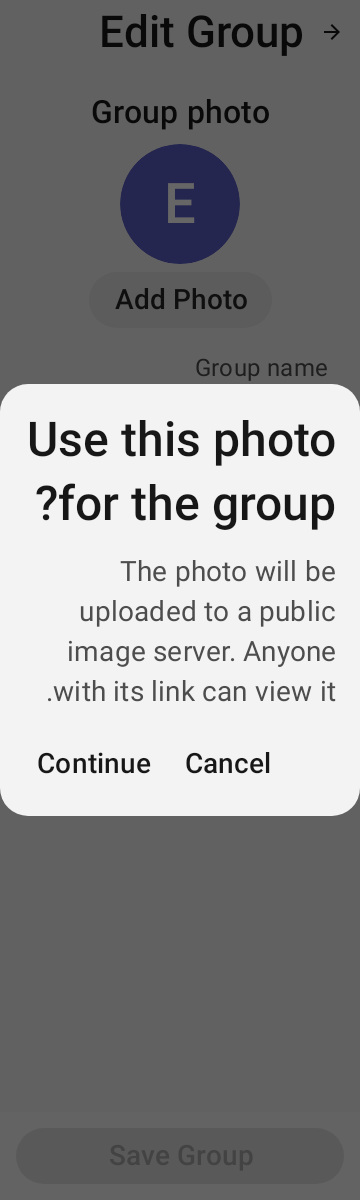 Edit Group
Group photo
E
Add Photo
Group name
Use this photo
?for the group
The photo will be
uploaded to a public
image server. Anyone
.with its link can view it
Continue Cancel
Save Group